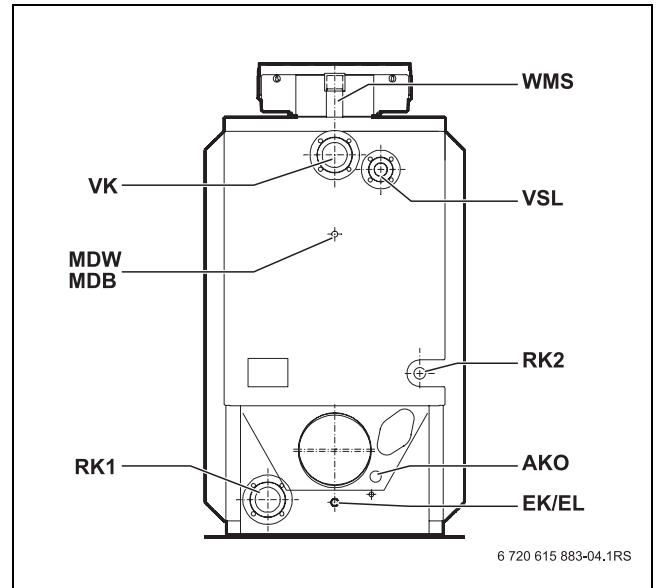 WMS
VK
VSL
MDW
MDB
RK2
RK1
AKO
EK/EL
6 720 615 883-04.1RS